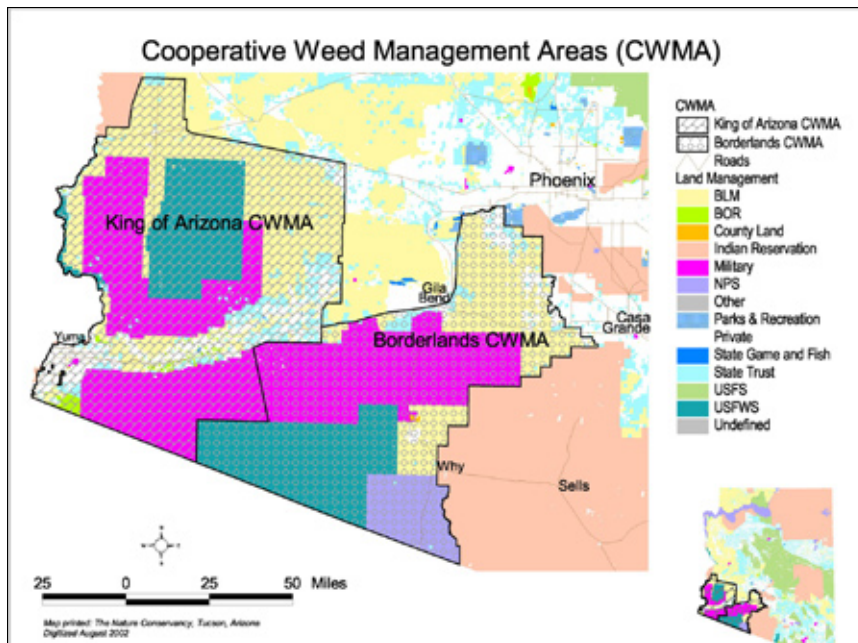 Cooperative Weed Management Areas (CWMA)
CWMA
King of Arizona CWMA
Borderlands CWMA
Roads
Land Management
BLM
BOR
County Land
Indian Reservation
Military
NPS
Other
Parks & Recreation
Private
State Game and Fish
State Trust
USFS
USFWS
Undefined
Phoenix
King of Arizona CWMA
Gila
Bend
Casa
Grande
Yuma
Borderlands CWMA
Why
Sells
25 0 25 50 Miles
Map printed: The Nature Conservancy, Tucson, Arizona
Digitized August 2002